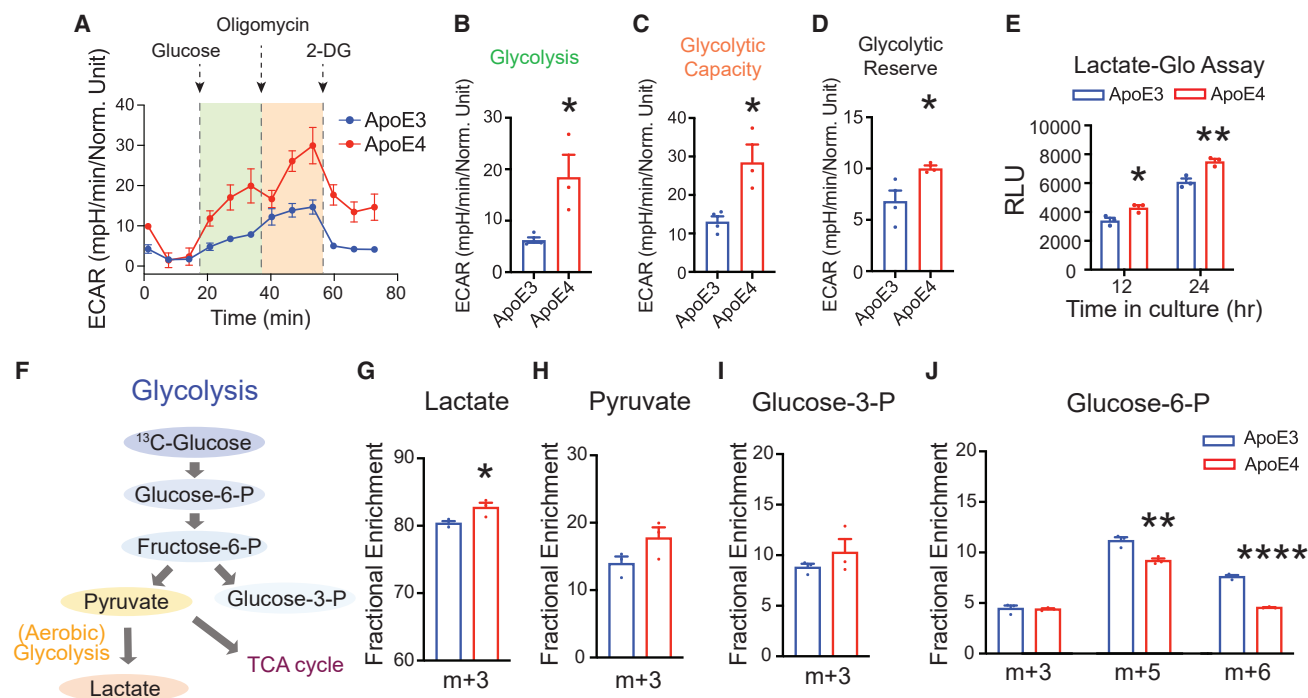 A
Oligomycin
Glucose
2-DG
ECAR (mpH/min/Norm. Unit)
40
30
20
10
0
ApoE3
ApoE4
0
20
40
60
80
Time (min)
B
Glycolysis
ECAR (mpH/min/Norm. Unit)
30
20
10
0
*
ApoE3
ApoE4
C
Glycolytic
Capacity
ECAR (mpH/min/Norm. Unit)
40
30
20
10
0
*
ApoE3
ApoE4
D
Glycolytic
Reserve
ECAR (mpH/min/Norm. Unit)
15
10
5
0
*
ApoE3
ApoE4
E
Lactate-Glo Assay
ApoE3 ApoE4
RLU
10000
8000
6000
4000
2000
0
*
**
12
24
Time in culture (hr)
F
Glycolysis
¹³C-Glucose
Glucose-6-P
Fructose-6-P
Pyruvate
Glucose-3-P
(Aerobic)
Glycolysis
TCA cycle
Lactate
G
Lactate
Fractional Enrichment
90
80
70
60
*
m+3
H
Pyruvate
Fractional Enrichment
30
20
10
0
m+3
I
Glucose-3-P
Fractional Enrichment
20
15
10
5
0
m+3
J
Glucose-6-P
ApoE3
ApoE4
Fractional Enrichment
20
15
10
5
0
**
****
m+3
m+5
m+6